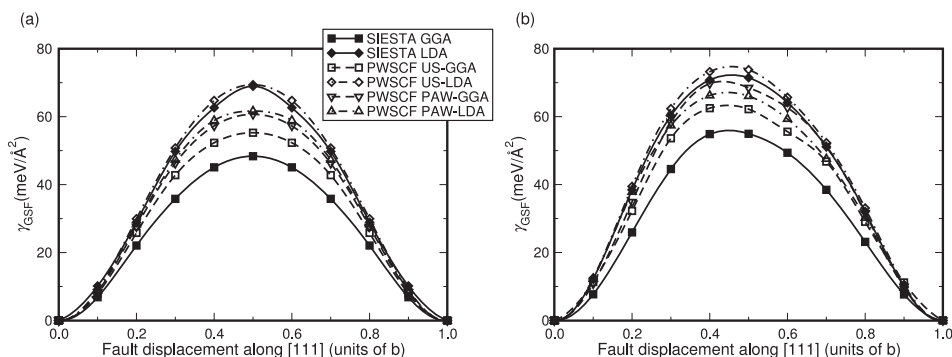 (a)
80
60
40
20
0
γGSF(meV/Å²)
0.0 0.2 0.4 0.6 0.8 1.0
Fault displacement along [111] (units of b)
SIESTA GGA
SIESTA LDA
PWSCF US-GGA
PWSCF US-LDA
PWSCF PAW-GGA
PWSCF PAW-LDA
(b)
80
60
40
20
0
γGSF(meV/Å²)
0.0 0.2 0.4 0.6 0.8 1.0
Fault displacement along [111] (units of b)